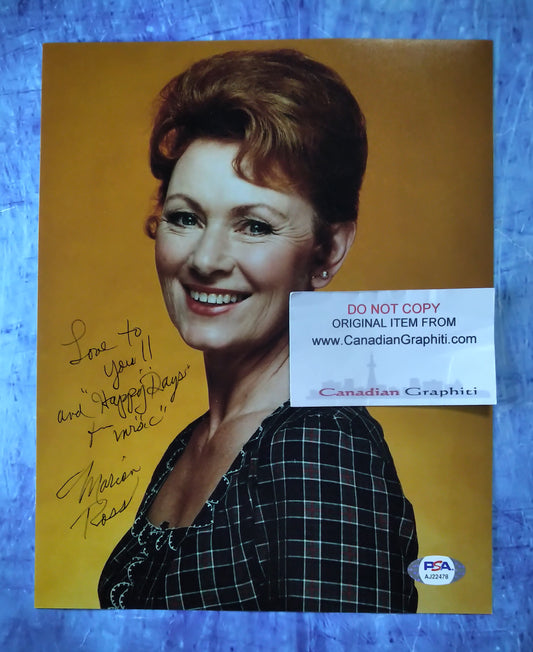 Love to
you!!
and "Happy Days"
+ "mrs. c"
Marion
Ross
DO NOT COPY
ORIGINAL ITEM FROM
www.CanadianGraphiti.com
Canadian Graphiti
PSA
AJ22478